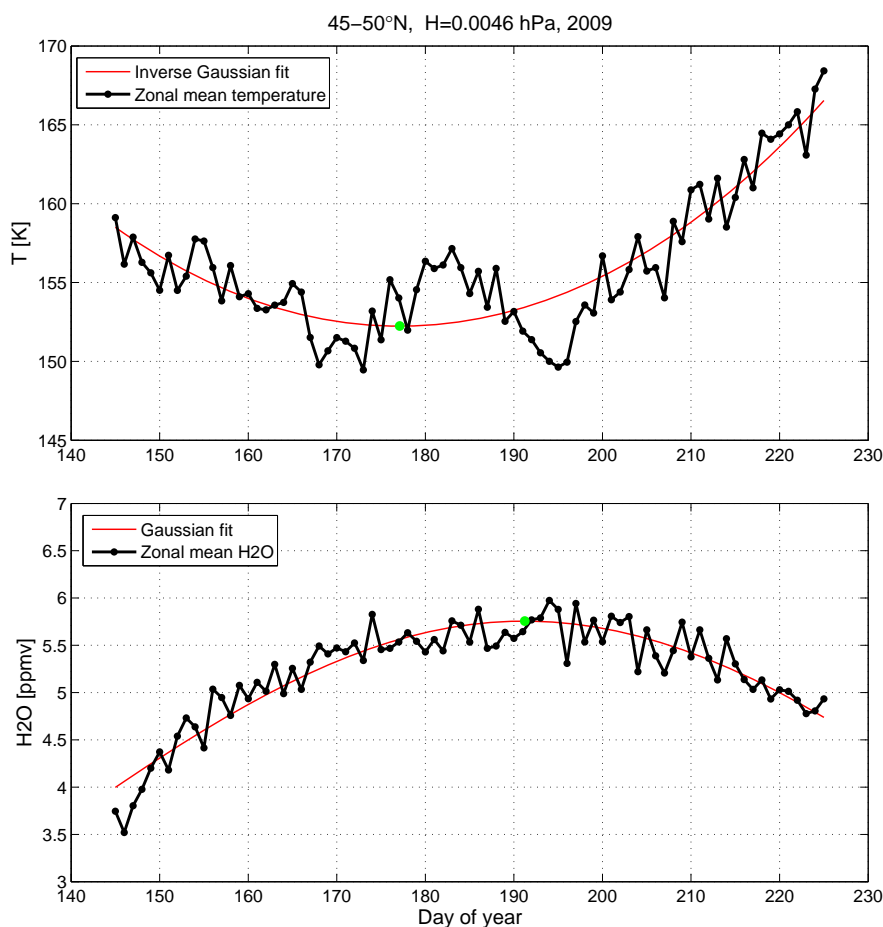 45−50°N, H=0.0046 hPa, 2009
170
165
160
155
150
145
T [K]
Inverse Gaussian fit
Zonal mean temperature
140 150 160 170 180 190 200 210 220 230
7
6.5
6
5.5
5
4.5
4
3.5
3
H2O [ppmv]
Gaussian fit
Zonal mean H2O
140 150 160 170 180 190 200 210 220 230
Day of year